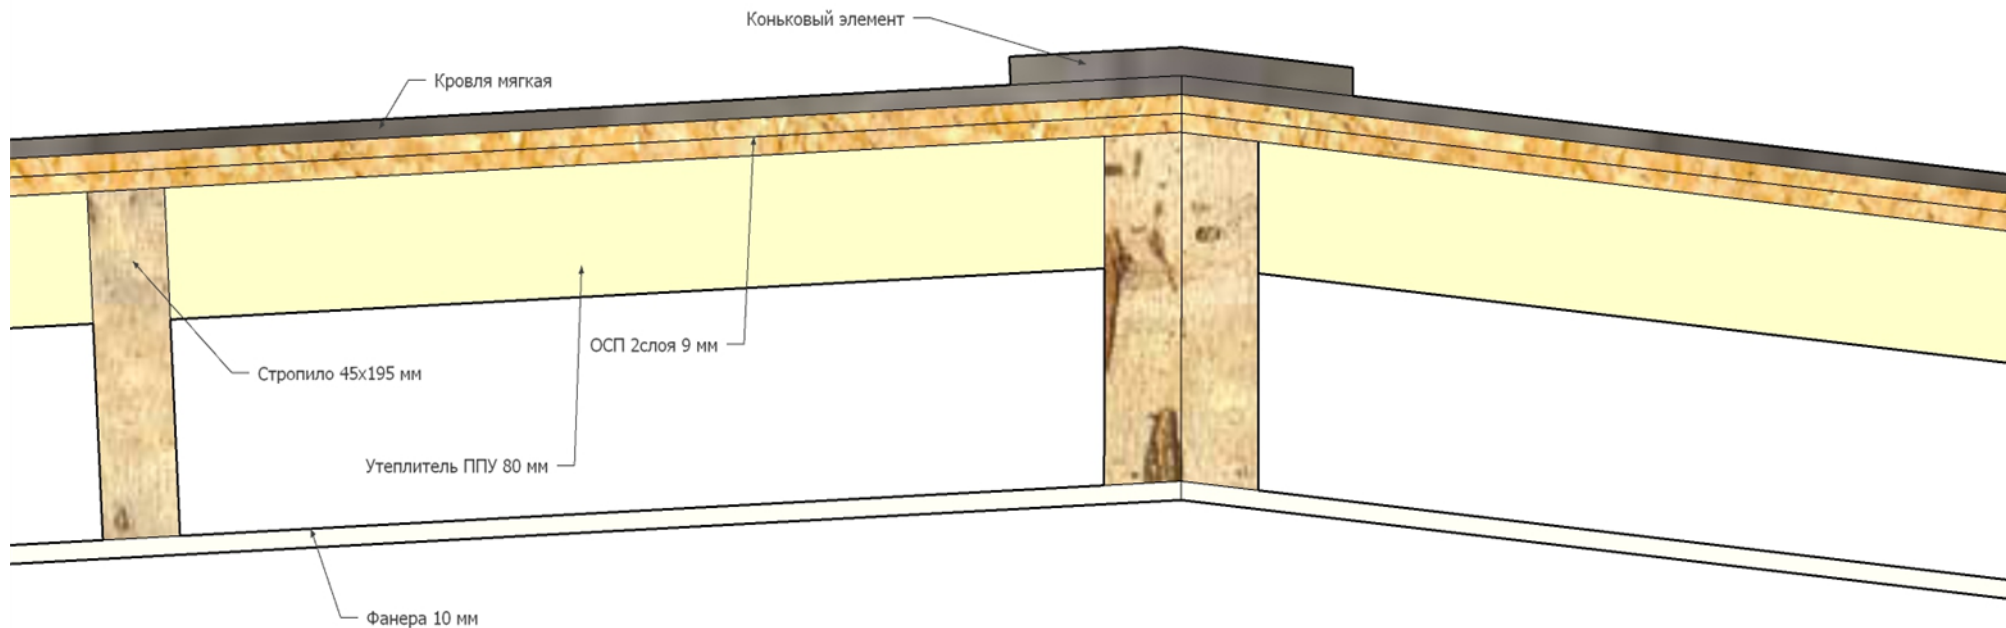 Коньковый элемент
Кровля мягкая
ОСП 2слоя 9 мм
Стропило 45х195 мм
Утеплитель ППУ 80 мм
Фанера 10 мм